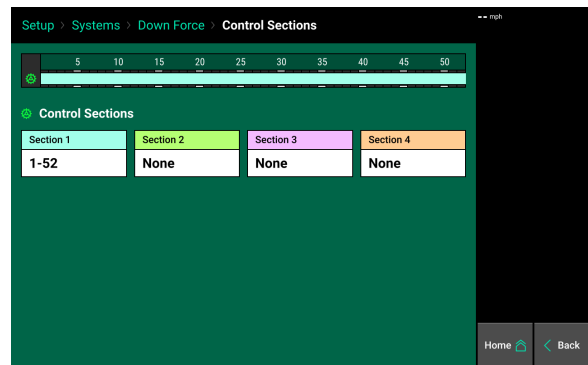 Setup > Systems > Down Force > Control Sections
-- mph
5 10 15 20 25 30 35 40 45 50
Control Sections
Section 1 Section 2 Section 3 Section 4
1-52 None None None
Home < Back